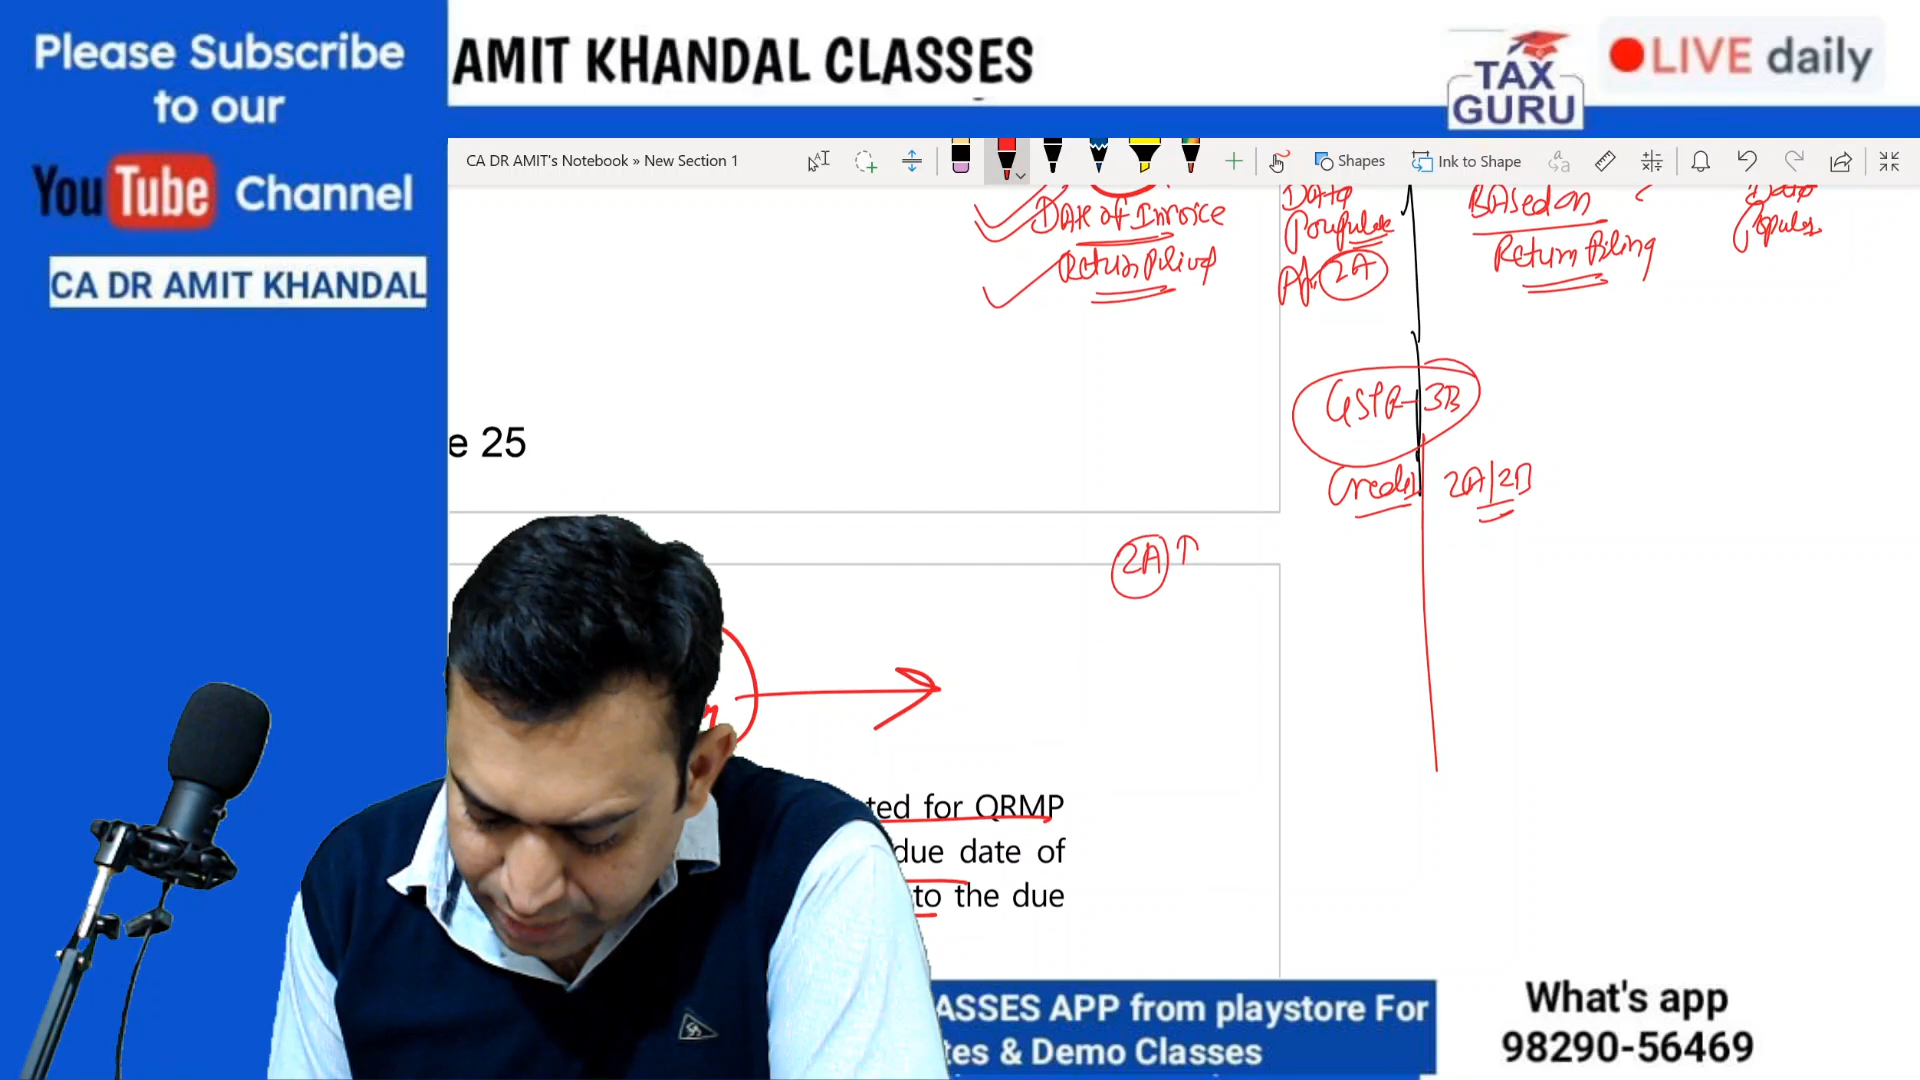 Please Subscribe
to our
YouTube Channel
CA DR AMIT KHANDAL
AMIT KHANDAL CLASSES
TAX
GURU
LIVE daily
CA DR AMIT's Notebook » New Section 1
Shapes
Ink to Shape
Date of Invoice
Return Filing
2A
Based on
Return Filing
GSTR-3B
Credit 2A/2B
e 25
2A ↑
ted for QRMP
due date of
to the due
ASSES APP from playstore For
tes & Demo Classes
What's app
98290-56469